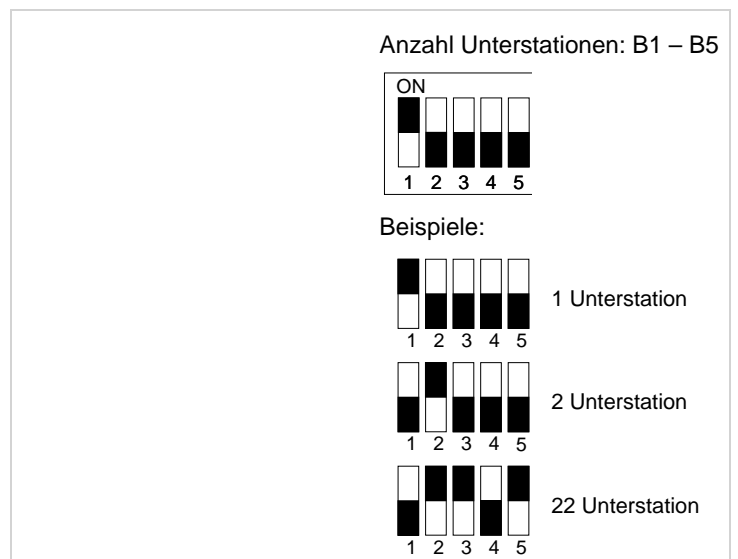 Anzahl Unterstationen: B1 – B5
ON
1 2 3 4 5
Beispiele:
1 Unterstation
1 2 3 4 5
2 Unterstation
1 2 3 4 5
22 Unterstation
1 2 3 4 5